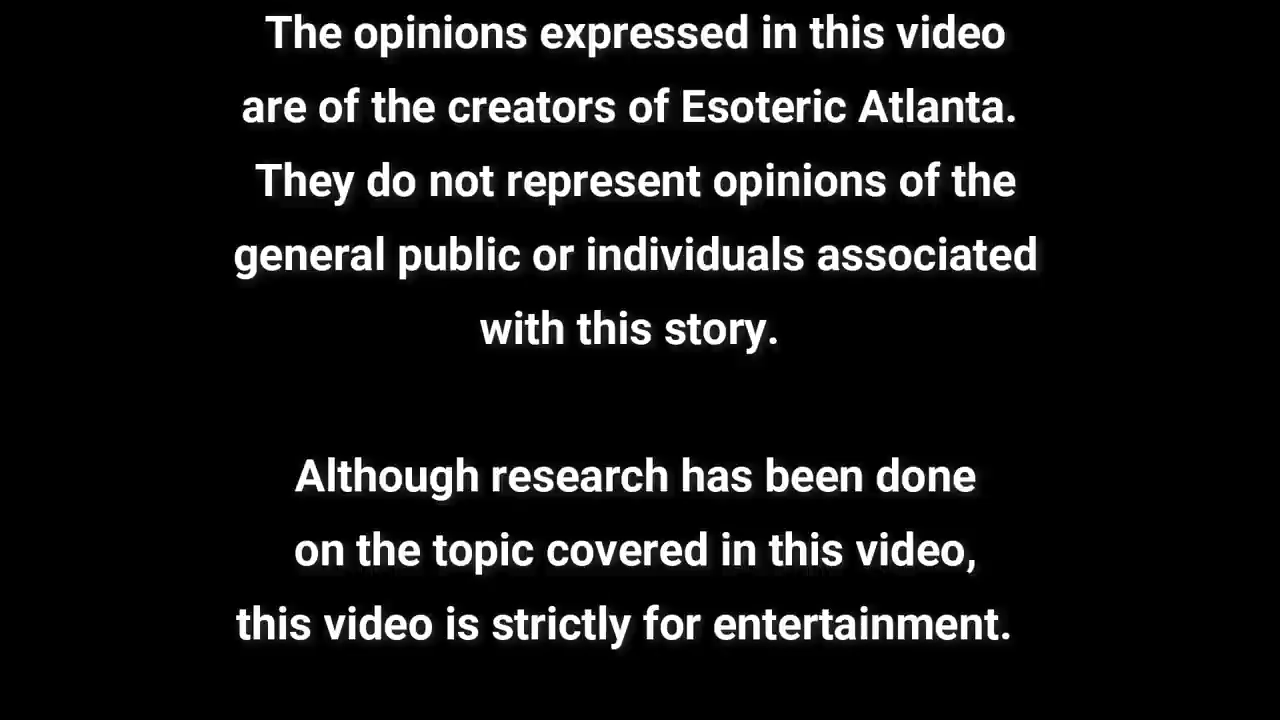 The opinions expressed in this video
are of the creators of Esoteric Atlanta.
They do not represent opinions of the
general public or individuals associated
with this story.
Although research has been done
on the topic covered in this video,
this video is strictly for entertainment.